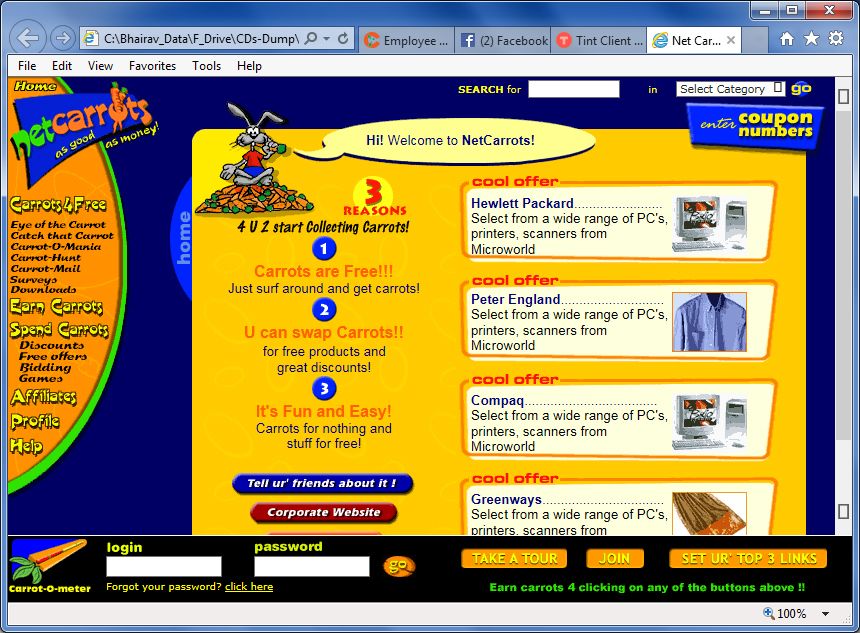 C:\Bhairav_Data\F_Drive\CDs-Dump\
Employee ...
(2) Facebook
Tint Client ...
Net Car...
File Edit View Favorites Tools Help
Home
netcarrots
as good as money!
SEARCH for in Select Category go
enter coupon numbers
Hi! Welcome to NetCarrots!
Carrots4Free
Eye of the Carrot
Catch that Carrot
Carrot-O-Mania
Carrot-Hunt
Carrot-Mail
Surveys
Downloads
Earn Carrots
Spend Carrots
Discounts
Free offers
Bidding
Games
Affiliates
Profile
Help
home
3
REASONS
4 U 2 start Collecting Carrots!
1
Carrots are Free!!!
Just surf around and get carrots!
2
U can swap Carrots!!
for free products and
great discounts!
3
It's Fun and Easy!
Carrots for nothing and
stuff for free!
Tell ur' friends about it !
Corporate Website
cool offer
Hewlett Packard......................
Select from a wide range of PC's,
printers, scanners from
Microworld
cool offer
Peter England..........................
Select from a wide range of PC's,
printers, scanners from
Microworld
cool offer
Compaq..................................
Select from a wide range of PC's,
printers, scanners from
Microworld
cool offer
Greenways...............................
Select from a wide range of PC's,
printers, scanners from
Carrot-O-meter
login password go
Forgot your password? click here
TAKE A TOUR JOIN SET UR' TOP 3 LINKS
Earn carrots 4 clicking on any of the buttons above !!
100%